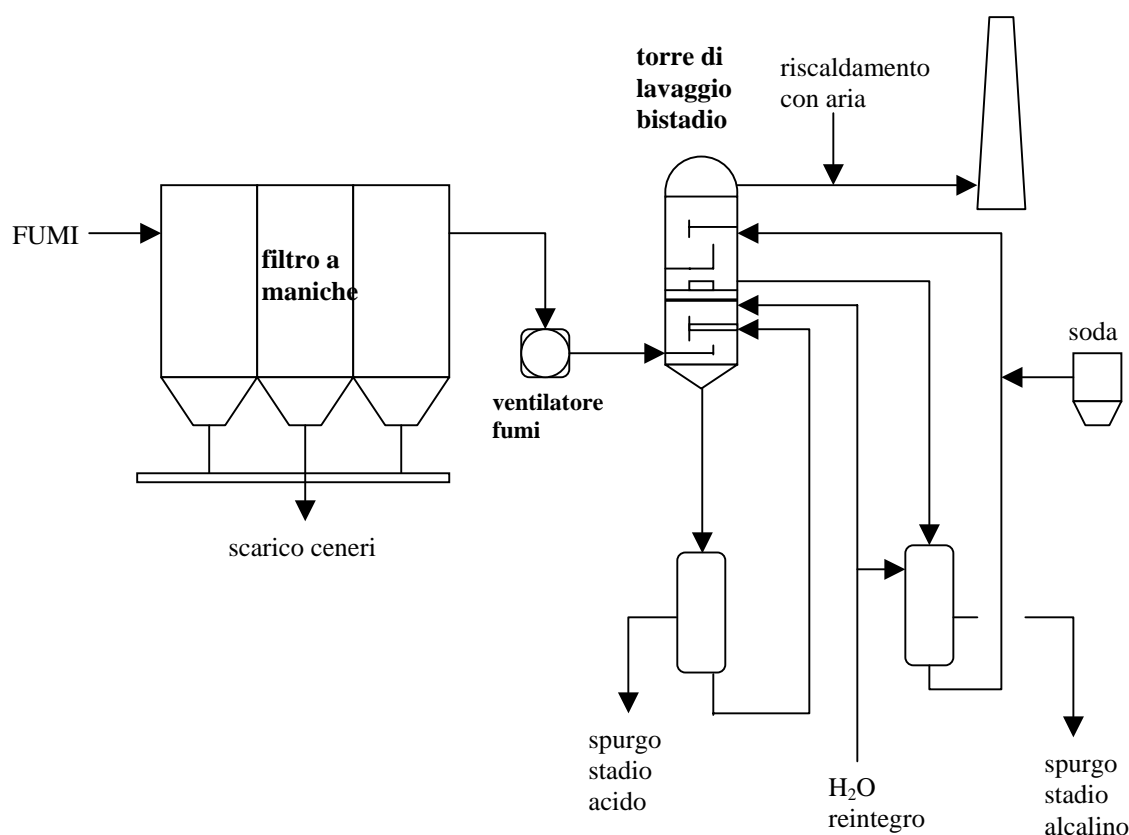 torre di
lavaggio
bistadio
riscaldamento
con aria
FUMI
filtro a
maniche
soda
ventilatore
fumi
scarico ceneri
spurgo
stadio
acido
H₂O
reintegro
spurgo
stadio
alcalino